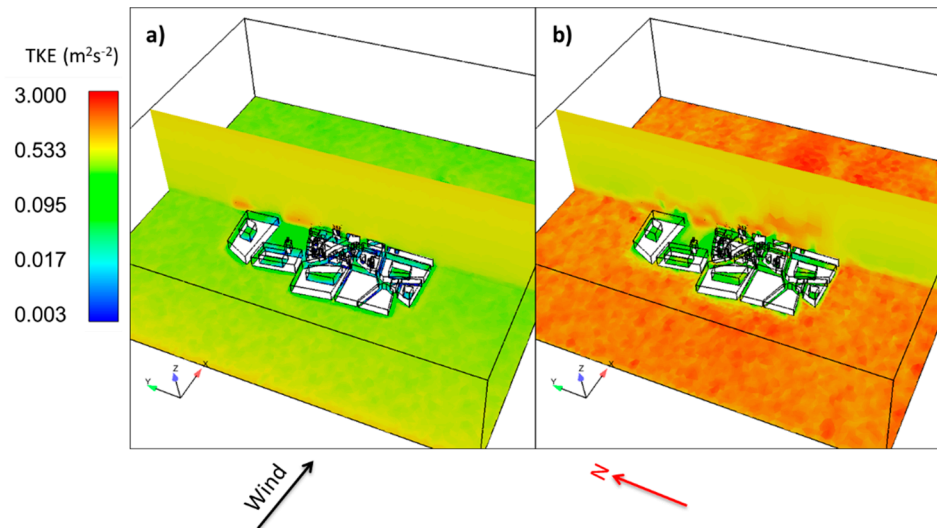 TKE (m²s⁻²)
3.000
0.533
0.095
0.017
0.003
a)
b)
Y
Z
X
Y
Z
X
Wind
N